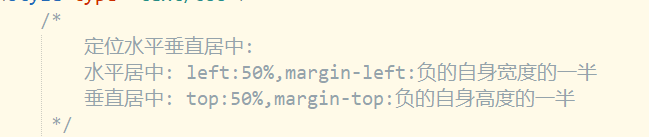 /*
定位水平垂直居中:
水平居中: left:50%,margin-left:负的自身宽度的一半
垂直居中: top:50%,margin-top:负的自身高度的一半
*/